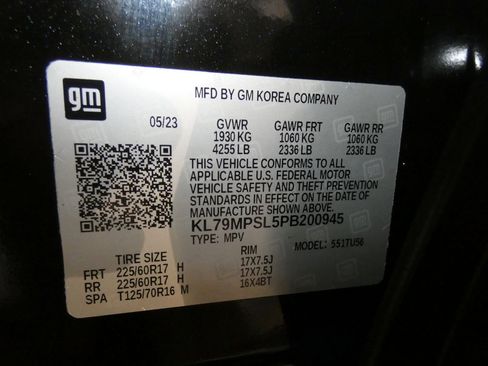 gm
MFD BY GM KOREA COMPANY
05/23 GVWR GAWR FRT GAWR RR
1930 KG 1060 KG 1060 KG
4255 LB 2336 LB 2336 LB
THIS VEHICLE CONFORMS TO ALL
APPLICABLE U.S. FEDERAL MOTOR
VEHICLE SAFETY AND THEFT PREVENTION
STANDARDS IN EFFECT ON THE DATE OF
MANUFACTURE SHOWN ABOVE.
KL79MPSL5PB200945
TYPE: MPV MODEL: 551TU56
TIRE SIZE RIM
FRT 225/60R17 H 17X7.5J
RR 225/60R17 H 17X7.5J
SPA T125/70R16 M 16X4BT